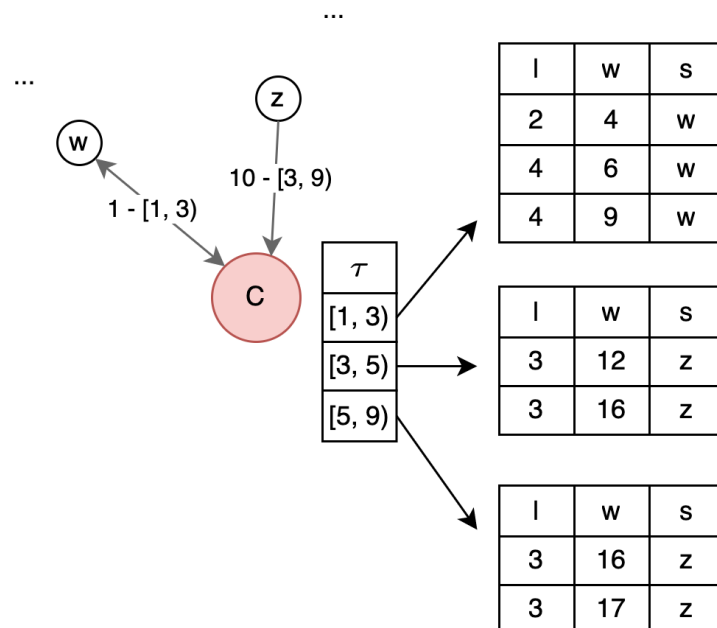 ...
...
z
w
10 - [3, 9)
1 - [1, 3)
C
τ
[1, 3)
[3, 5)
[5, 9)
l w s
2 4 w
4 6 w
4 9 w
l w s
3 12 z
3 16 z
l w s
3 16 z
3 17 z